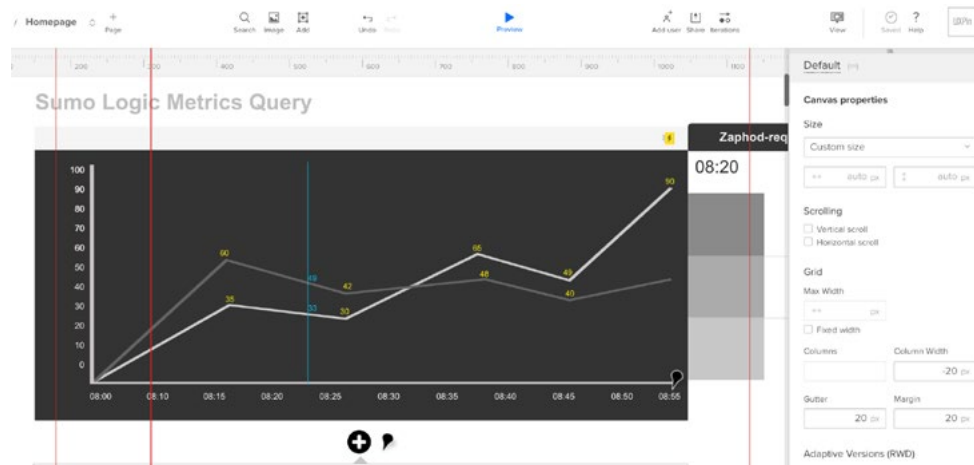 / Homepage
Page
Search Image Add
Undo Redo
Preview
Add user Share Iterations
View
Saved Help
UXPin
200 300 400 500 600 700 800 900 1000 1100
Default
Sumo Logic Metrics Query
Canvas properties
Size
Custom size
auto px auto px
Zaphod-req
08:20
100
90
80
70
60
50
40
30
20
10
0
60
35
49
33
42
33
65
48
49
40
90
08:00 08:10 08:15 08:20 08:25 08:30 08:35 08:40 08:45 08:50 08:55
Scrolling
Vertical scroll
Horizontal scroll
Grid
Max Width
px
Fixed width
Columns Column Width
-20 px
Gutter Margin
20 px 20 px
Adaptive Versions (RWD)